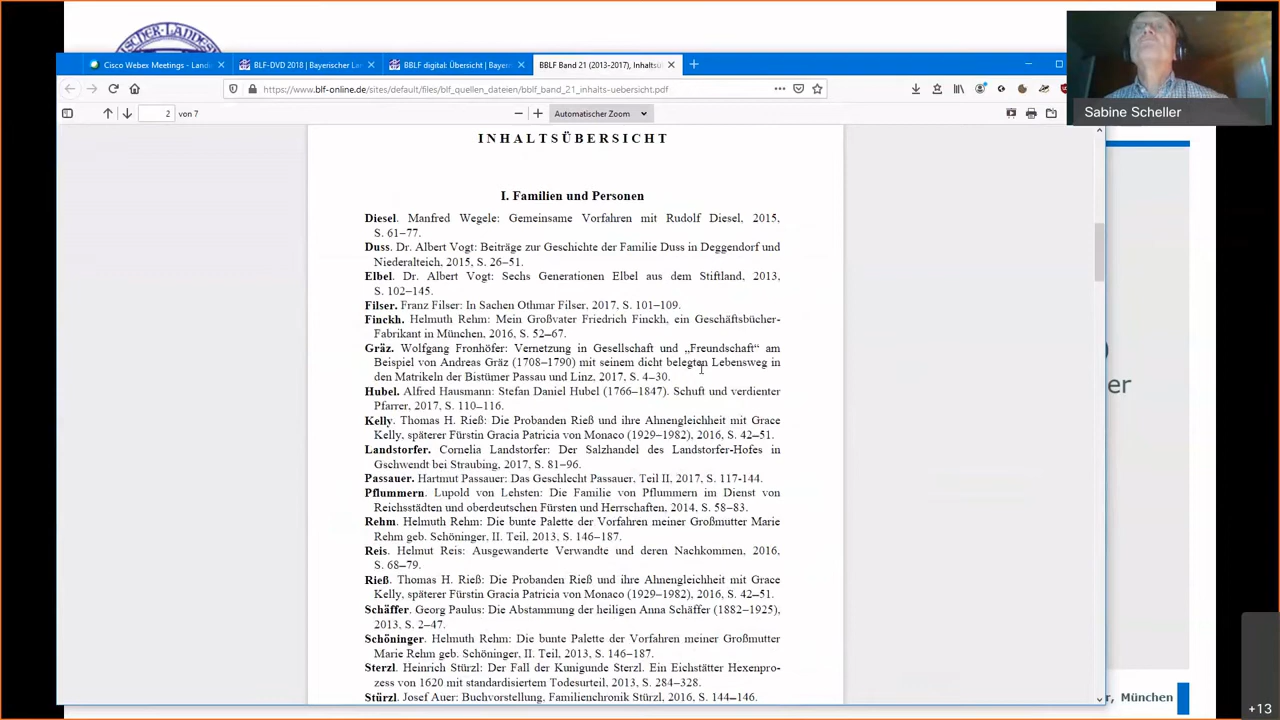 SCHER-LANDES
Cisco Webex Meetings - Land
BLF-DVD 2018 | Bayerischer La
BBLF digital: Übersicht | Bayer
BBLF Band 21 (2013-2017), Inhaltsü
https://www.blf-online.de/sites/default/files/blf_quellen_dateien/bblf_band_21_inhalts-uebersicht.pdf
2 von 7
Automatischer Zoom
Sabine Scheller
INHALTSÜBERSICHT
I. Familien und Personen
Diesel. Manfred Wegele: Gemeinsame Vorfahren mit Rudolf Diesel, 2015,
S. 61–77.
Duss. Dr. Albert Vogt: Beiträge zur Geschichte der Familie Duss in Deggendorf und
Niederalteich, 2015, S. 26–51.
Elbel. Dr. Albert Vogt: Sechs Generationen Elbel aus dem Stiftland, 2013,
S. 102–145.
Filser. Franz Filser: In Sachen Othmar Filser, 2017, S. 101–109.
Finckh. Helmuth Rehm: Mein Großvater Friedrich Finckh, ein Geschäftsbücher-
Fabrikant in München, 2016, S. 52–67.
Gräz. Wolfgang Fronhöfer: Vernetzung in Gesellschaft und „Freundschaft“ am
Beispiel von Andreas Gräz (1708–1790) mit seinem dicht belegten Lebensweg in
den Matrikeln der Bistümer Passau und Linz, 2017, S. 4–30.
Hubel. Alfred Hausmann: Stefan Daniel Hubel (1766–1847). Schuft und verdienter
Pfarrer, 2017, S. 110–116.
Kelly. Thomas H. Rieß: Die Probanden Rieß und ihre Ahnengleichheit mit Grace
Kelly, späterer Fürstin Gracia Patricia von Monaco (1929–1982), 2016, S. 42–51.
Landstorfer. Cornelia Landstorfer: Der Salzhandel des Landstorfer-Hofes in
Gschwendt bei Straubing, 2017, S. 81–96.
Passauer. Hartmut Passauer: Das Geschlecht Passauer, Teil II, 2017, S. 117-144.
Pflummern. Lupold von Lehsten: Die Familie von Pflummern im Dienst von
Reichsstädten und oberdeutschen Fürsten und Herrschaften, 2014, S. 58–83.
Rehm. Helmuth Rehm: Die bunte Palette der Vorfahren meiner Großmutter Marie
Rehm geb. Schöninger, II. Teil, 2013, S. 146–187.
Reis. Helmut Reis: Ausgewanderte Verwandte und deren Nachkommen, 2016,
S. 68–79.
Rieß. Thomas H. Rieß: Die Probanden Rieß und ihre Ahnengleichheit mit Grace
Kelly, späterer Fürstin Gracia Patricia von Monaco (1929–1982), 2016, S. 42–51.
Schäffer. Georg Paulus: Die Abstammung der heiligen Anna Schäffer (1882–1925),
2013, S. 2–47.
Schöninger. Helmuth Rehm: Die bunte Palette der Vorfahren meiner Großmutter
Marie Rehm geb. Schöninger, II. Teil, 2013, S. 146–187.
Sterzl. Heinrich Stürzl: Der Fall der Kunigunde Sterzl. Ein Eichstätter Hexenpro-
zess von 1620 mit standardisiertem Todesurteil, 2013, S. 284–328.
Stürzl. Josef Auer: Buchvorstellung, Familienchronik Stürzl, 2016, S. 144–146.
er
r, München
+13